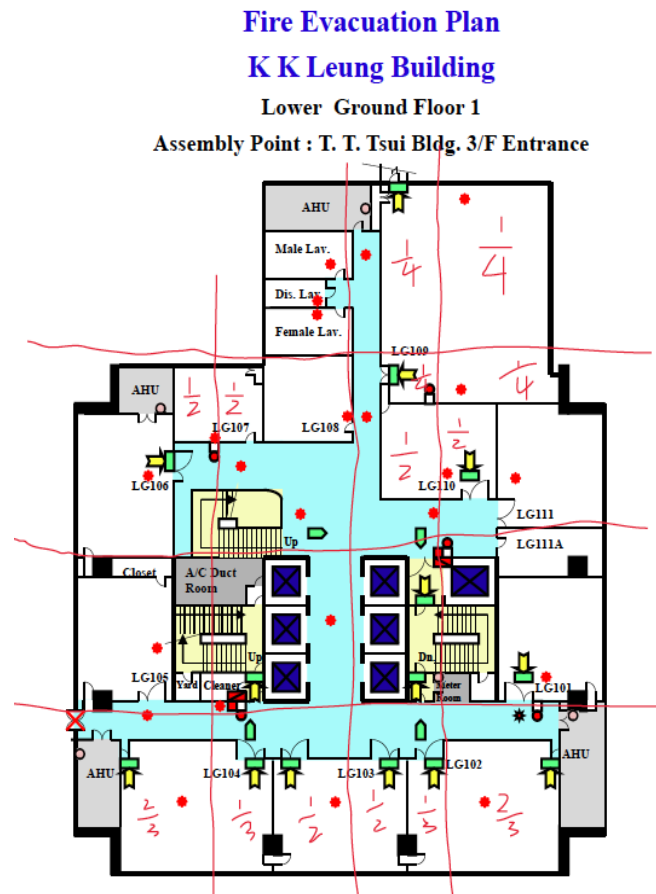 Fire Evacuation Plan
K K Leung Building
Lower Ground Floor 1
Assembly Point : T. T. Tsui Bldg. 3/F Entrance
AHU
Male Lav.
1/4
1/4
Dis. Lav.
Female Lav.
LG109
1/4
1/4
AHU
1/2
1/2
LG107
LG108
1/2
1/2
LG106
LG110
LG111
Up
LG111A
Closet
A/C Duct
Room
LG105
Up
Dn.
Yard
Cleaner
Meter
Room
LG101
AHU
LG104
LG103
LG102
AHU
2/3
1/3
1/2
1/2
1/3
2/3